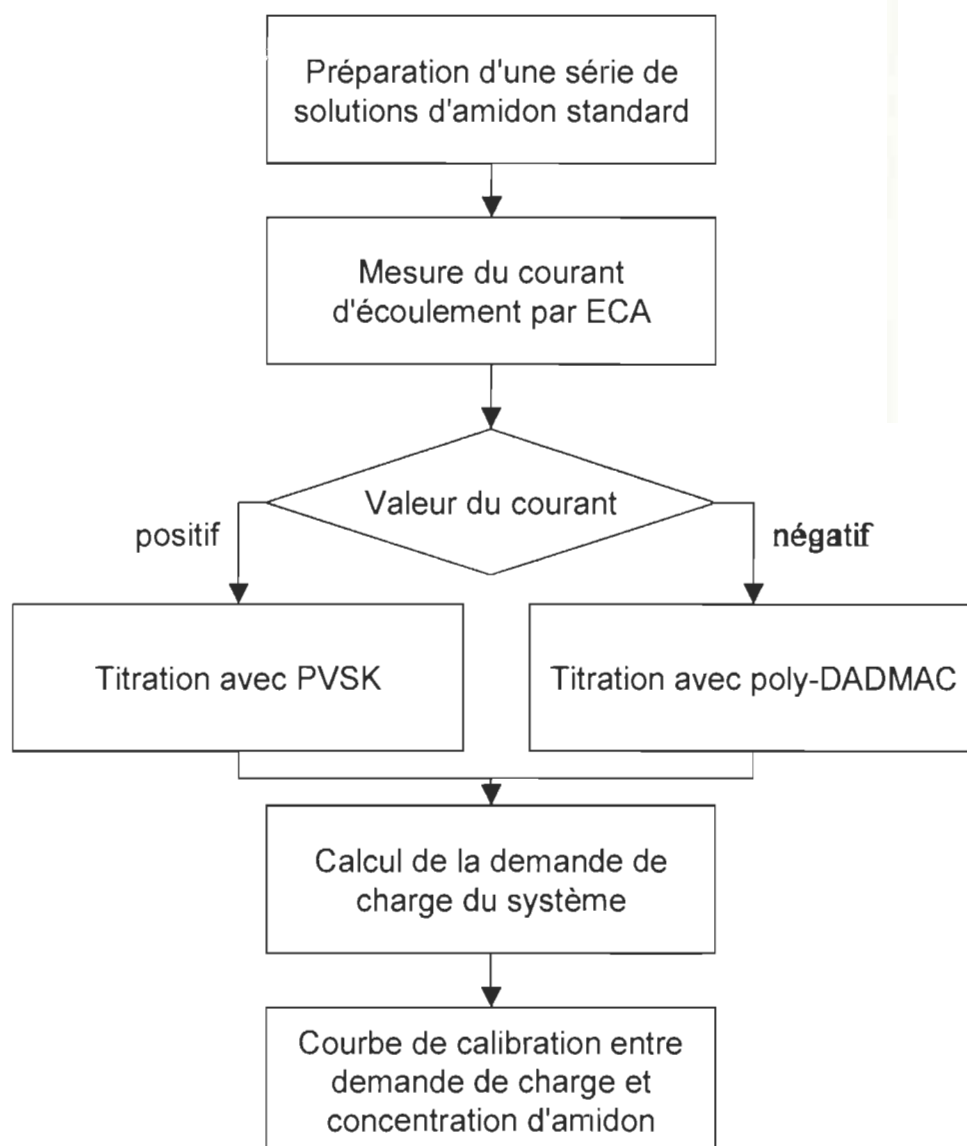 Préparation d'une série de
solutions d'amidon standard
Mesure du courant
d'écoulement par ECA
Valeur du courant
positif
négatif
Titration avec PVSK
Titration avec poly-DADMAC
Calcul de la demande de
charge du système
Courbe de calibration entre
demande de charge et
concentration d'amidon